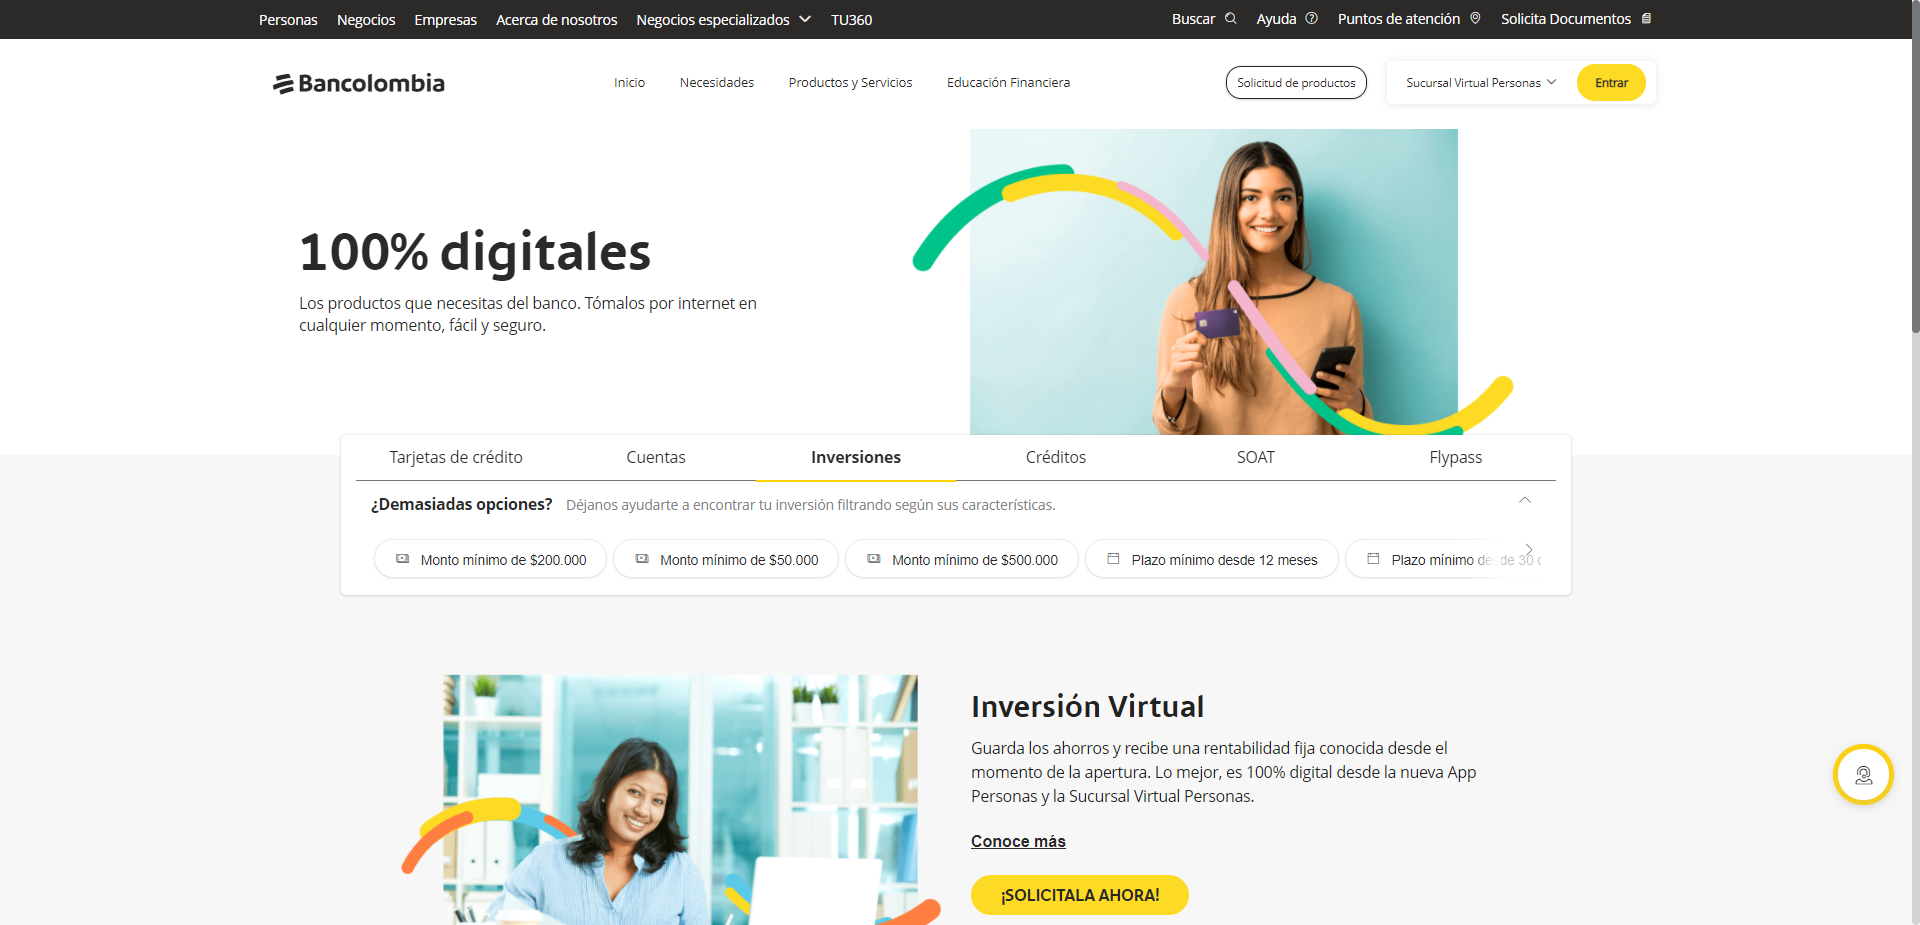 Personas Negocios Empresas Acerca de nosotros Negocios especializados TU360 Buscar Ayuda Puntos de atención Solicita Documentos
Bancolombia Inicio Necesidades Productos y Servicios Educación Financiera Solicitud de productos Sucursal Virtual Personas Entrar
100% digitales
Los productos que necesitas del banco. Tómalos por internet en
cualquier momento, fácil y seguro.
Tarjetas de crédito Cuentas Inversiones Créditos SOAT Flypass
¿Demasiadas opciones? Déjanos ayudarte a encontrar tu inversión filtrando según sus características.
Monto mínimo de $200.000 Monto mínimo de $50.000 Monto mínimo de $500.000 Plazo mínimo desde 12 meses Plazo mínimo desde 30
Inversión Virtual
Guarda los ahorros y recibe una rentabilidad fija conocida desde el
momento de la apertura. Lo mejor, es 100% digital desde la nueva App
Personas y la Sucursal Virtual Personas.
Conoce más
¡SOLICITALA AHORA!